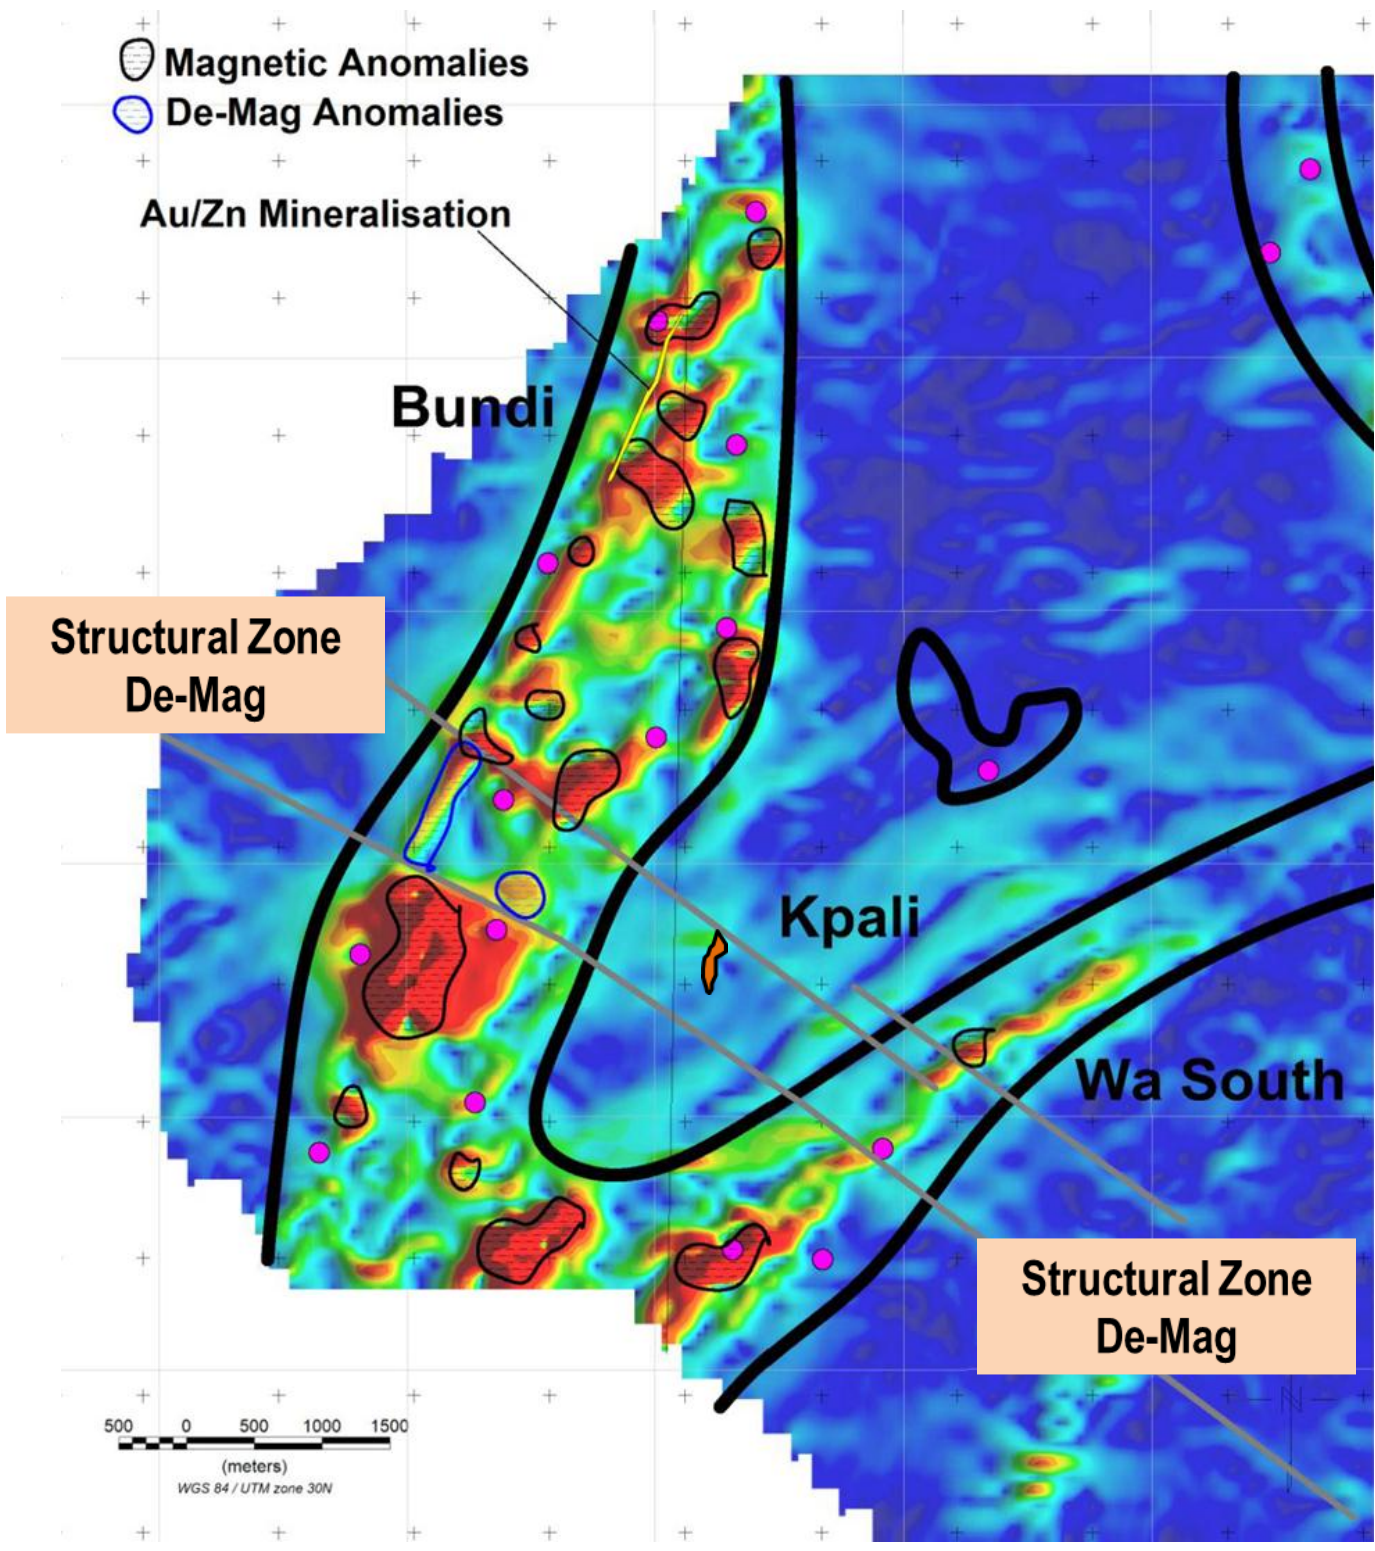 Magnetic Anomalies
De-Mag Anomalies
Au/Zn Mineralisation
Bundi
Structural Zone
De-Mag
Kpali
Wa South
Structural Zone
De-Mag
N
500 0 500 1000 1500
(meters)
WGS 84 / UTM zone 30N